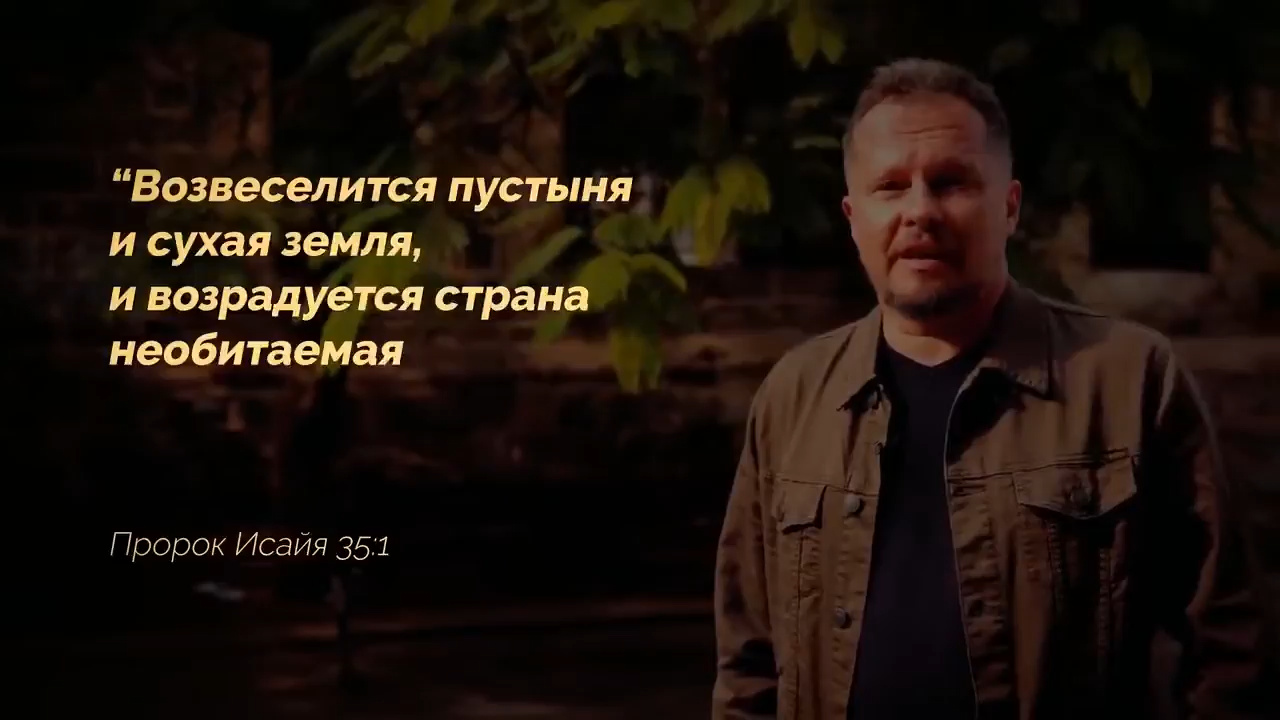 “Возвеселится пустыня
и сухая земля,
и возрадуется страна
необитаемая
Пророк Исайя 35:1